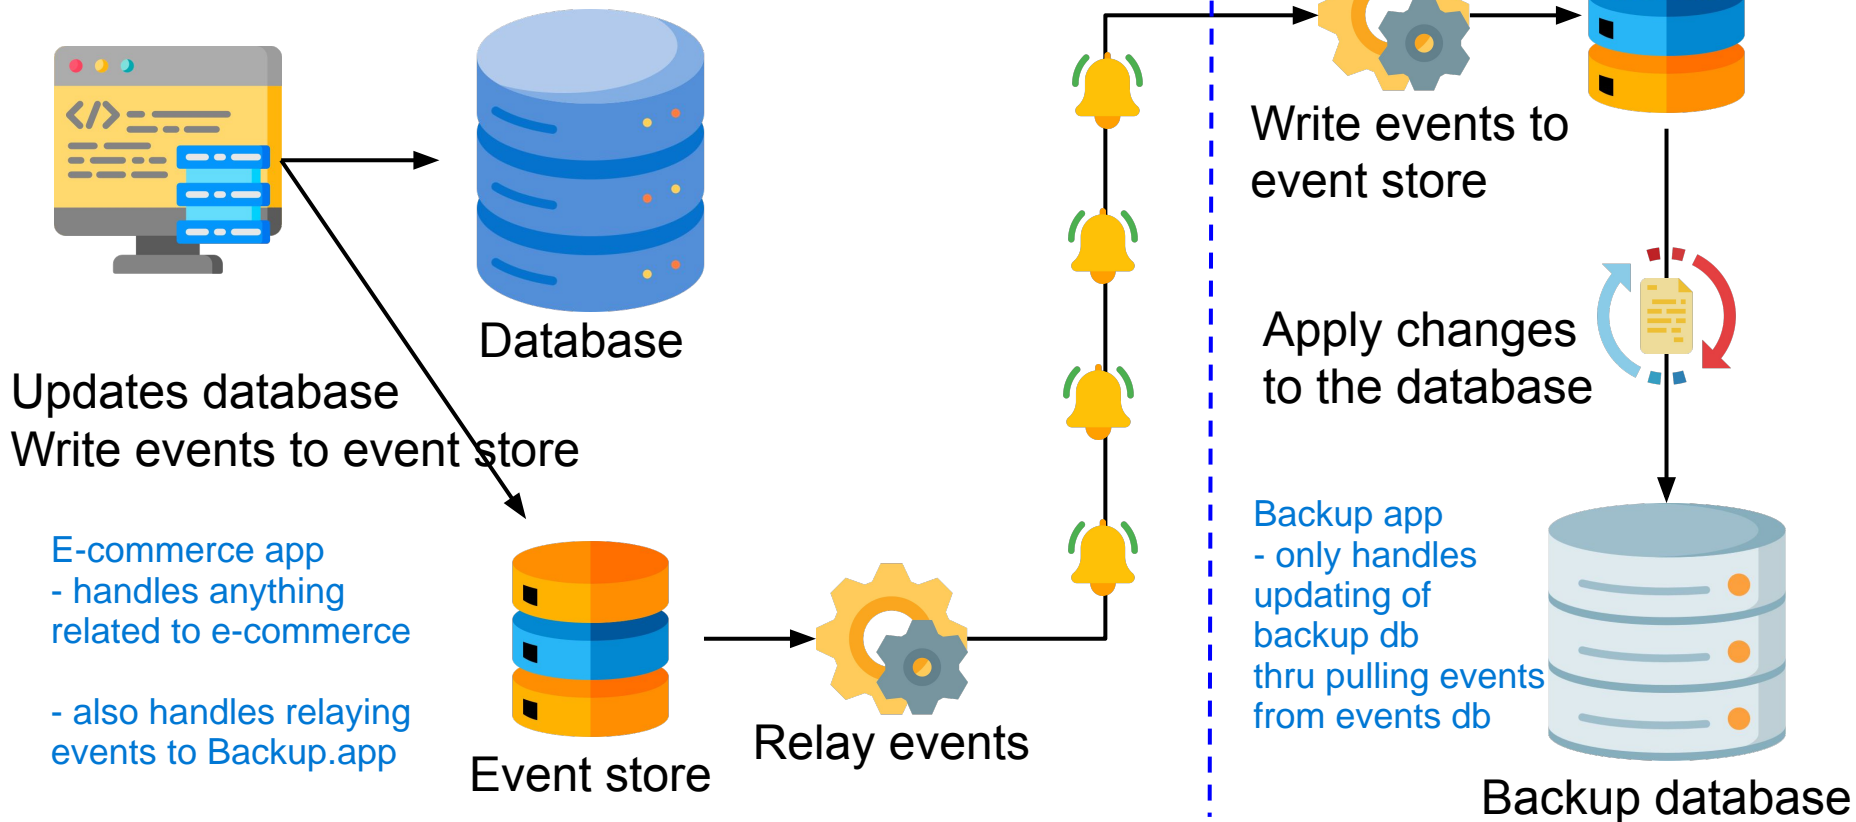 Database
Updates database
Write events to event store
E-commerce app
- handles anything
related to e-commerce
- also handles relaying
events to Backup.app
Event store
Relay events
Write events to
event store
Apply changes
to the database
Backup app
- only handles
updating of
backup db
thru pulling events
from events db
Backup database